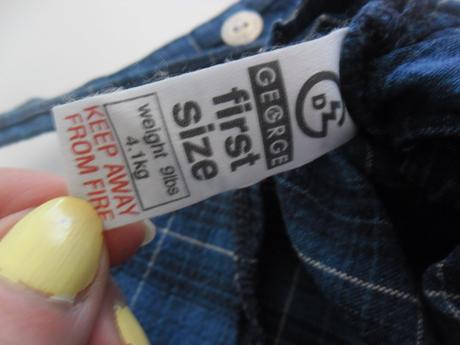 GEORGE
first
size
weight 9lbs
4.1kg
KEEP AWAY
FROM FIRE